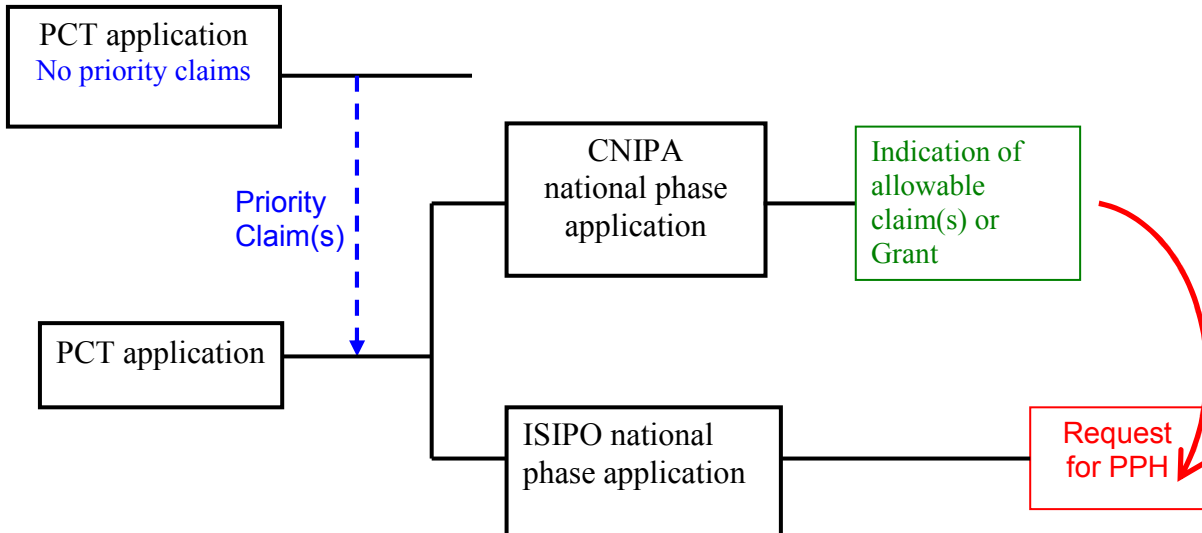 PCT application
No priority claims
CNIPA
national phase
application
Indication of
allowable
claim(s) or
Grant
Priority
Claim(s)
PCT application
ISIPO national
phase application
Request
for PPH